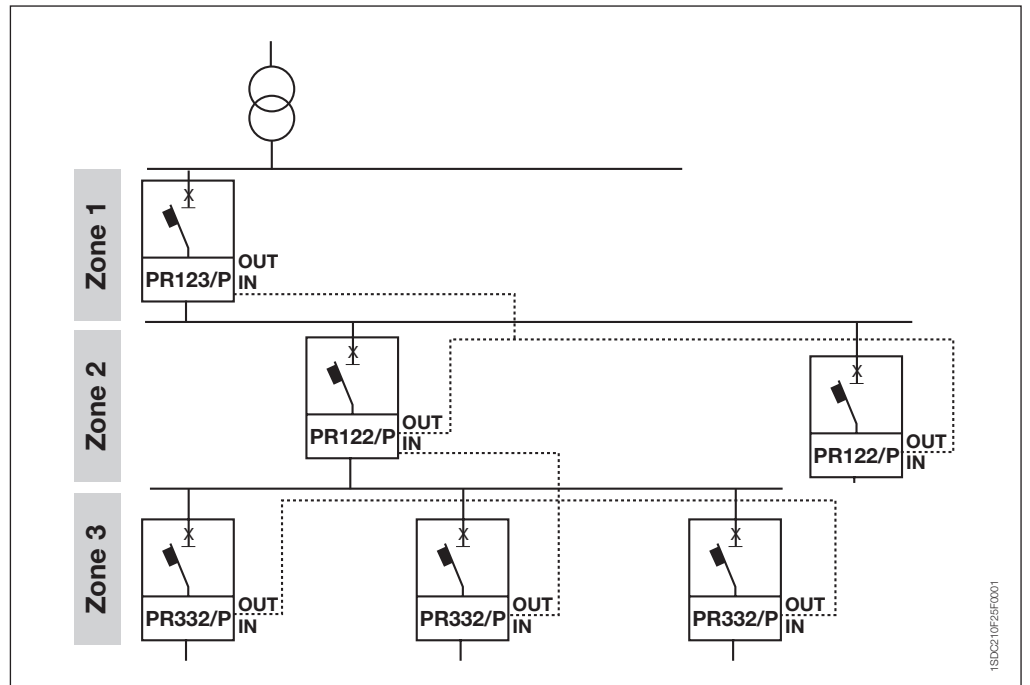 Zone 1
PR123/P
OUT
IN
Zone 2
PR122/P
OUT
IN
PR122/P
OUT
IN
Zone 3
PR332/P
OUT
IN
PR332/P
OUT
IN
PR332/P
OUT
IN
1SDC210F25F0001